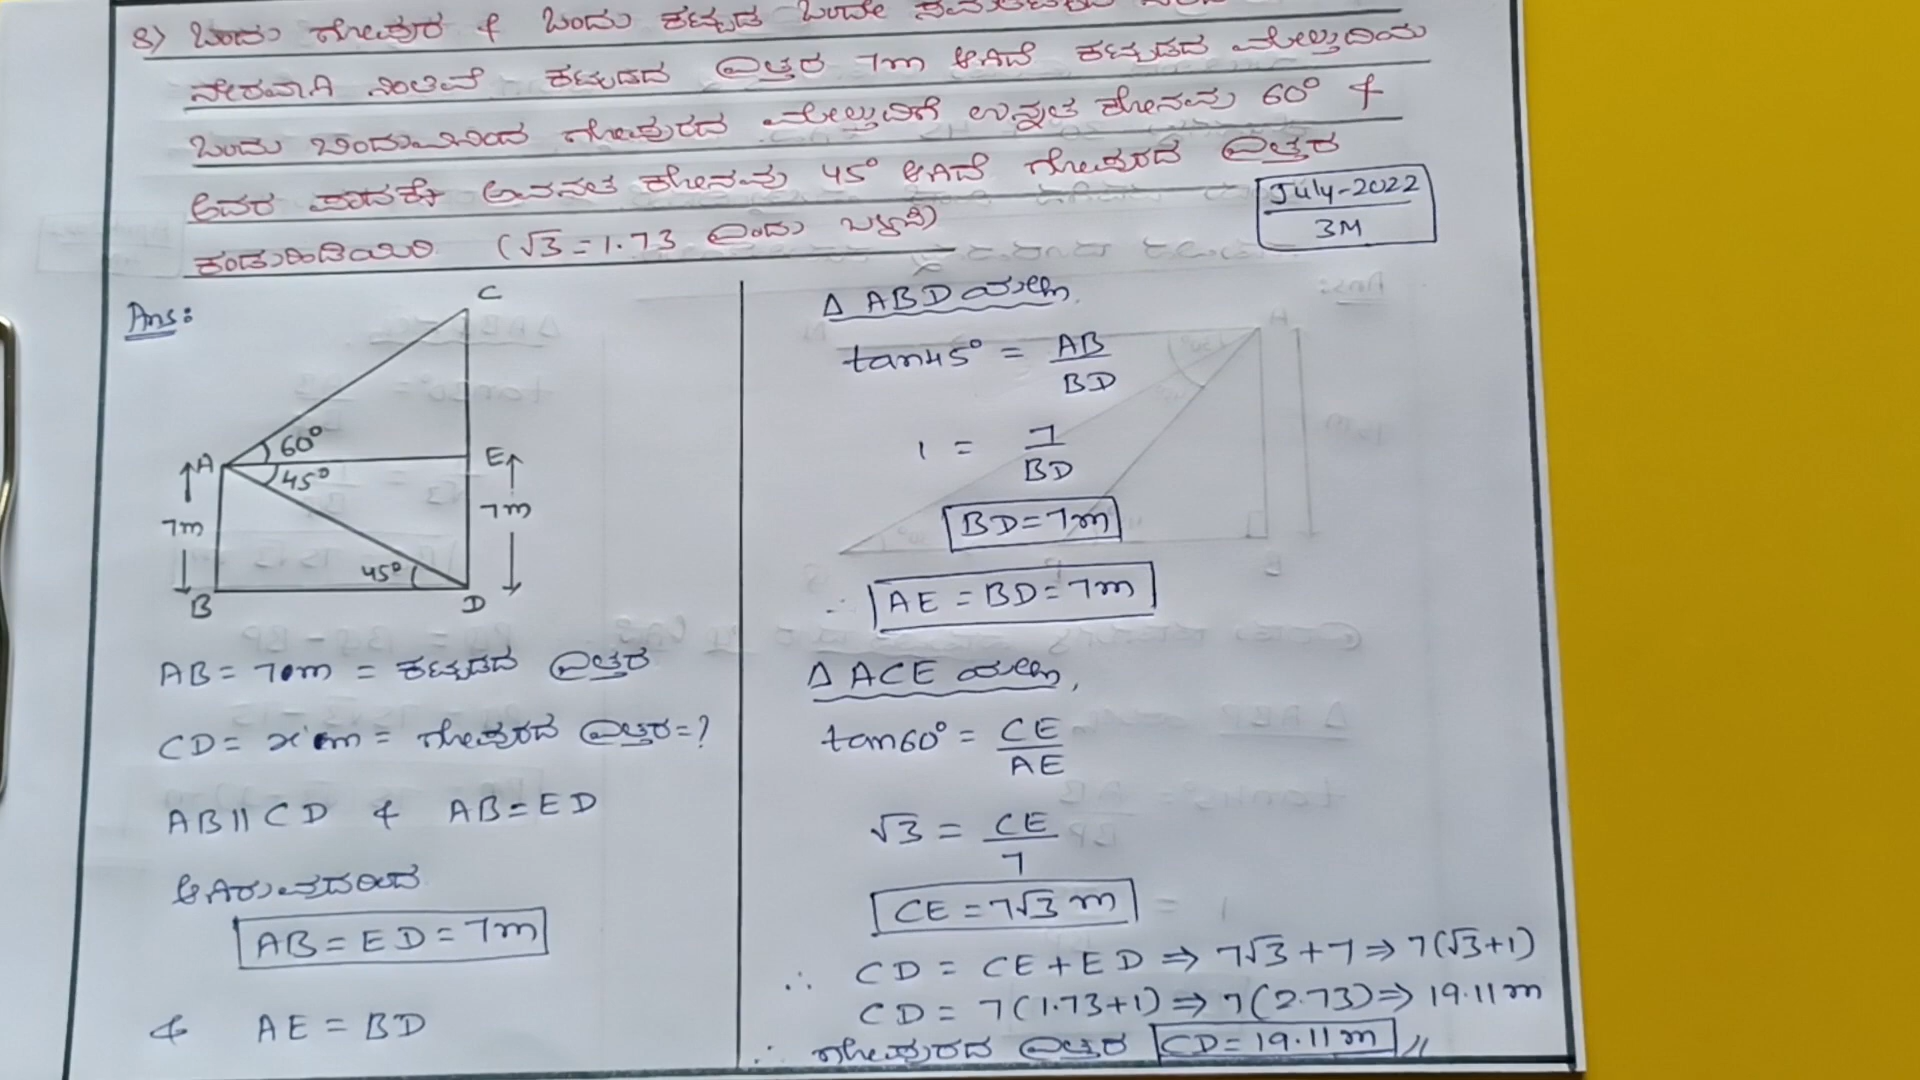 8) ಒಂದು ಗೋಪುರ & ಒಂದು ಕಟ್ಟಡ ಒಂದೇ
ನೇರವಾಗಿ ನಿಂತಿವೆ ಕಟ್ಟಡದ ಎತ್ತರ 7m ಆಗಿದೆ ಕಟ್ಟಡದ ಮೇಲ್ತುದಿಯ
ಒಂದು ಬಿಂದುವಿನಿಂದ ಗೋಪುರದ ಮೇಲ್ತುದಿಗೆ ಉನ್ನತ ಕೋನವು 60° &
ಅದರ ಪಾದಕ್ಕೆ ಅವನತ ಕೋನವು 45° ಆಗಿದೆ ಗೋಪುರದ ಎತ್ತರ
ಕಂಡುಹಿಡಿಯಿರಿ. (√3=1.73 ಎಂದು ಬಳಸಿ)
July-2022
3M
Ans:
C
A
60°
45°
E
7m
7m
45°
B
D
AB = 7m = ಕಟ್ಟಡದ ಎತ್ತರ
CD = x m = ಗೋಪುರದ ಎತ್ತರ = ?
AB || CD & AB = ED
ಆಗಿರುವುದರಿಂದ
AB = ED = 7m
& AE = BD
Δ ABD ಯಲ್ಲಿ,
tan45° = AB
BD
1 = 7
BD
BD = 7m
∴ AE = BD = 7m
Δ ACE ಯಲ್ಲಿ,
tan60° = CE
AE
√3 = CE
7
CE = 7√3 m
∴ CD = CE + ED ⇒ 7√3 + 7 ⇒ 7(√3+1)
CD = 7(1.73+1) ⇒ 7(2.73) ⇒ 19.11 m
∴ ಗೋಪುರದ ಎತ್ತರ CD = 19.11 m //